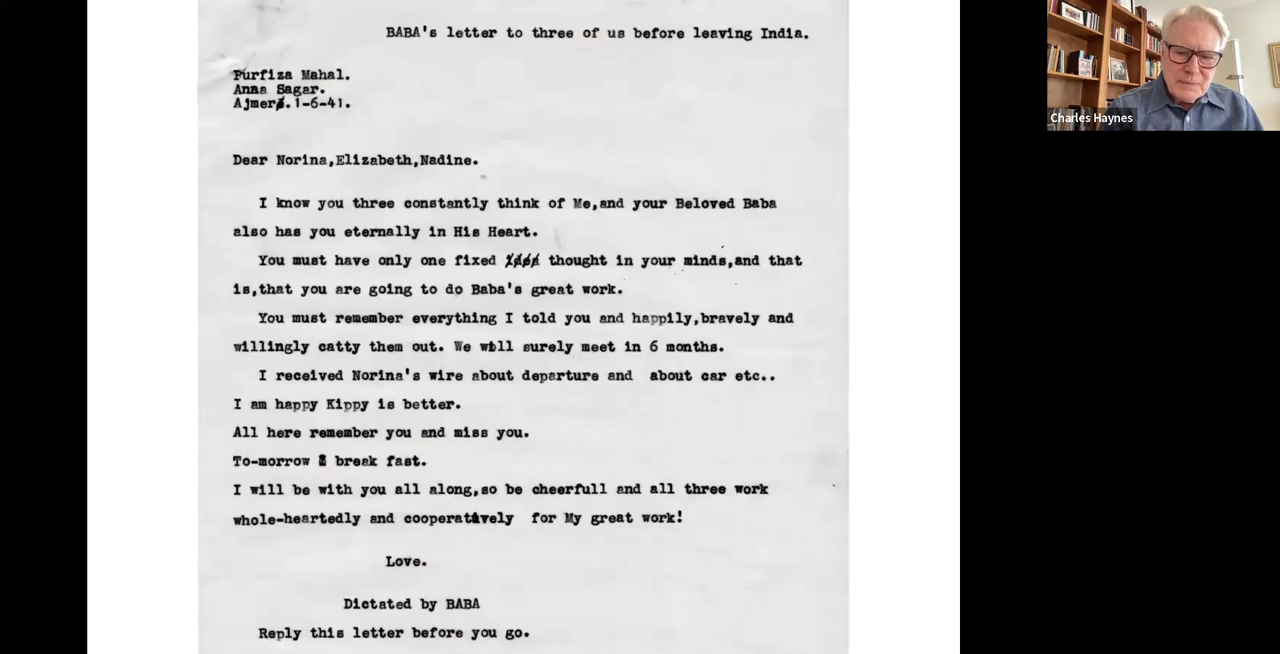 BABA's letter to three of us before leaving India.
Purfiza Mahal.
Anna Sagar.
Ajmer. 1-6-41.
Dear Norina,Elizabeth,Nadine.
I know you three constantly think of Me,and your Beloved Baba
also has you eternally in His Heart.
You must have only one fixed thought in your minds,and that
is,that you are going to do Baba's great work.
You must remember everything I told you and happily,bravely and
willingly catty them out. We will surely meet in 6 months.
I received Norina's wire about departure and about car etc..
I am happy Kippy is better.
All here remember you and miss you.
To-morrow I break fast.
I will be with you all along,so be cheerfull and all three work
whole-heartedly and cooperatively for My great work!
Love.
Dictated by BABA
Reply this letter before you go.
Charles Haynes